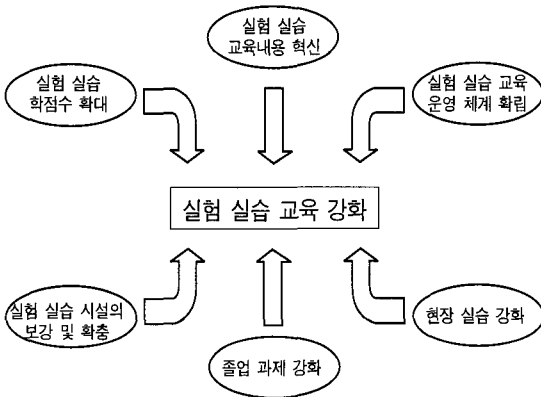 실험 실습
교육내용 혁신
실험 실습
학점수 확대
실험 실습 교육
운영 체계 확립
실험 실습 교육 강화
실험 실습 시설의
보강 및 확충
졸업 과제 강화
현장 실습 강화